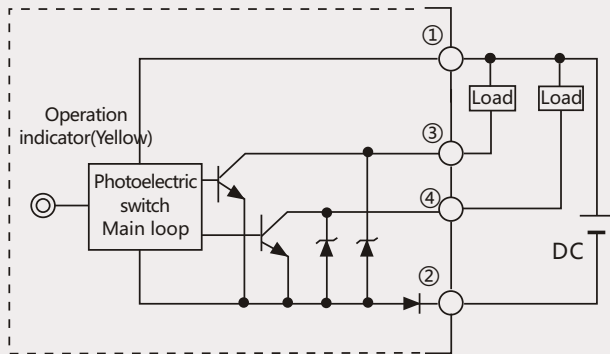 ①
Load
Load
Operation
indicator(Yellow)
③
Photoelectric
switch
Main loop
④
DC
②